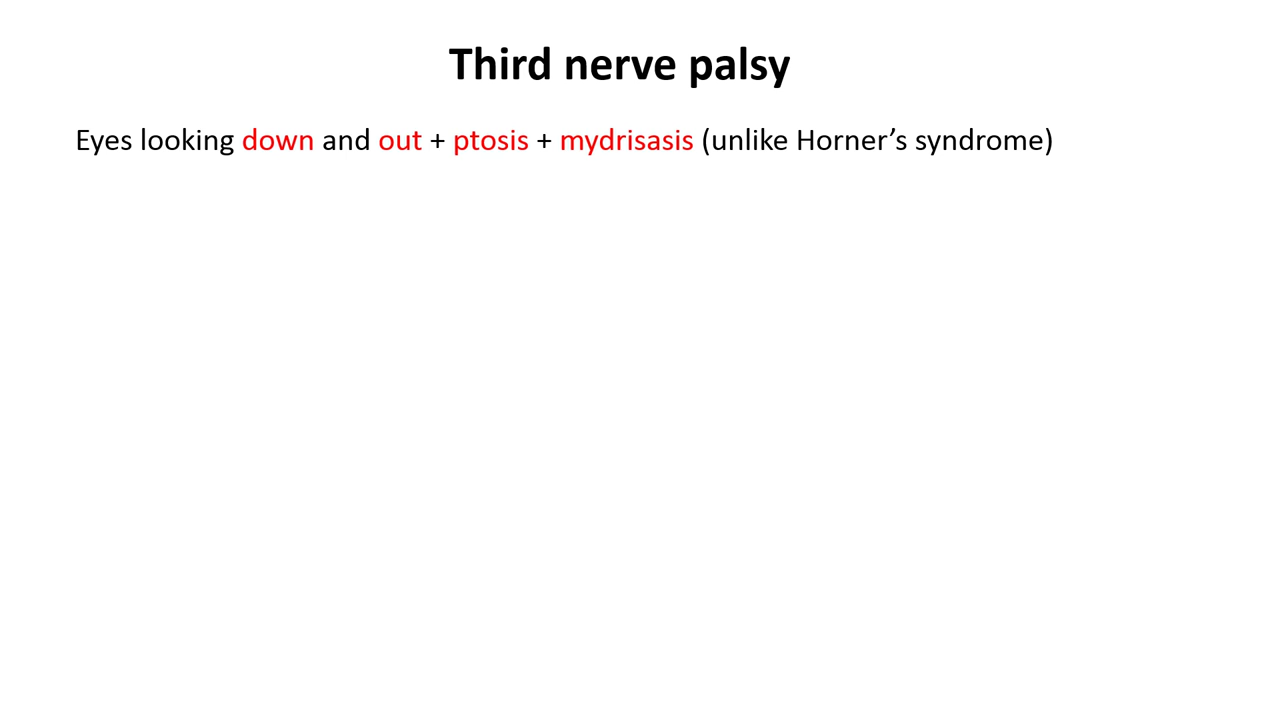 Third nerve palsy
Eyes looking down and out + ptosis + mydrisasis (unlike Horner’s syndrome)